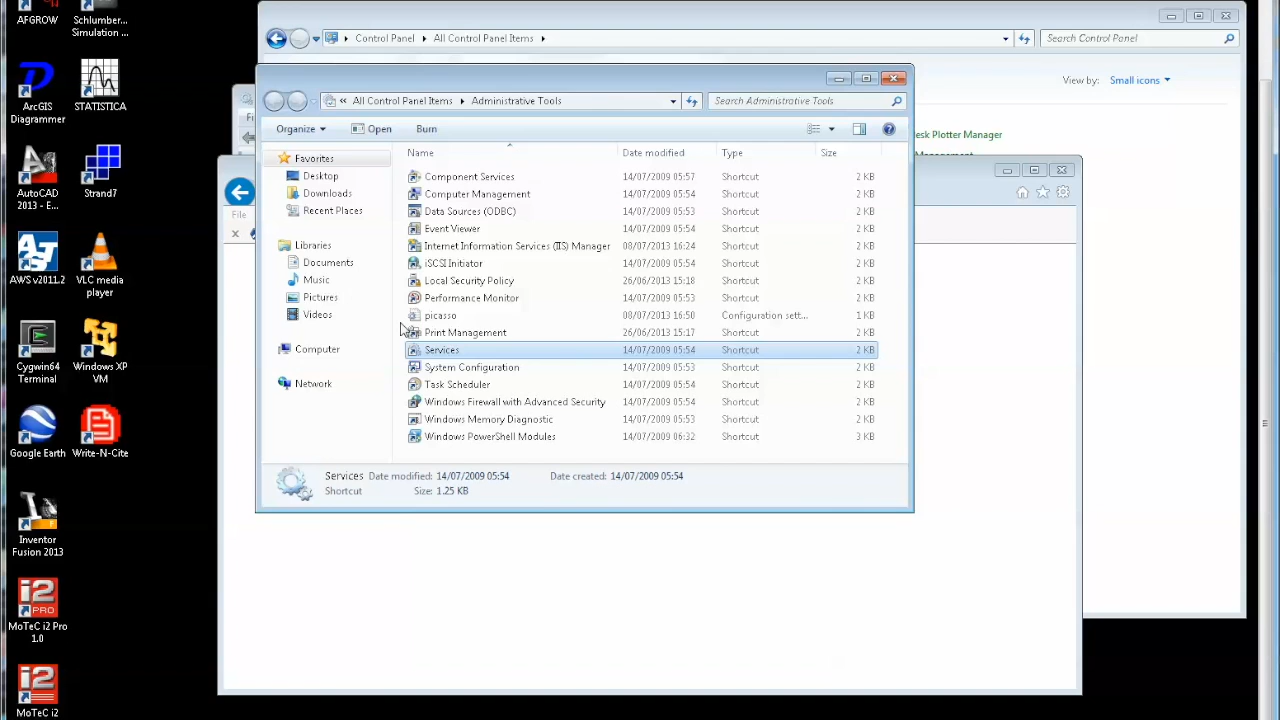 AFGROW
Schlumber...
Simulation ...
ArcGIS
Diagrammer
STATISTICA
AutoCAD
2013 - E...
Strand7
AWS v2011.2
VLC media
player
Cygwin64
Terminal
Windows XP
VM
Google Earth
Write-N-Cite
Inventor
Fusion 2013
MoTeC i2 Pro
1.0
MoTeC i2
Control Panel
All Control Panel Items
Search Control Panel
View by: Small icons
esk Plotter Manager
File
« All Control Panel Items
Administrative Tools
Search Administrative Tools
Organize
Open
Burn
Favorites
Desktop
Downloads
Recent Places
Libraries
Documents
Music
Pictures
Videos
Computer
Network
Name Date modified Type Size
Component Services 14/07/2009 05:57 Shortcut 2 KB
Computer Management 14/07/2009 05:54 Shortcut 2 KB
Data Sources (ODBC) 14/07/2009 05:53 Shortcut 2 KB
Event Viewer 14/07/2009 05:54 Shortcut 2 KB
Internet Information Services (IIS) Manager 08/07/2013 16:24 Shortcut 2 KB
iSCSI Initiator 14/07/2009 05:54 Shortcut 2 KB
Local Security Policy 26/06/2013 15:18 Shortcut 2 KB
Performance Monitor 14/07/2009 05:53 Shortcut 2 KB
picasso 08/07/2013 16:50 Configuration sett... 1 KB
Print Management 26/06/2013 15:17 Shortcut 2 KB
Services 14/07/2009 05:54 Shortcut 2 KB
System Configuration 14/07/2009 05:53 Shortcut 2 KB
Task Scheduler 14/07/2009 05:54 Shortcut 2 KB
Windows Firewall with Advanced Security 14/07/2009 05:54 Shortcut 2 KB
Windows Memory Diagnostic 14/07/2009 05:53 Shortcut 2 KB
Windows PowerShell Modules 14/07/2009 06:32 Shortcut 3 KB
Services Date modified: 14/07/2009 05:54 Date created: 14/07/2009 05:54
Shortcut Size: 1.25 KB